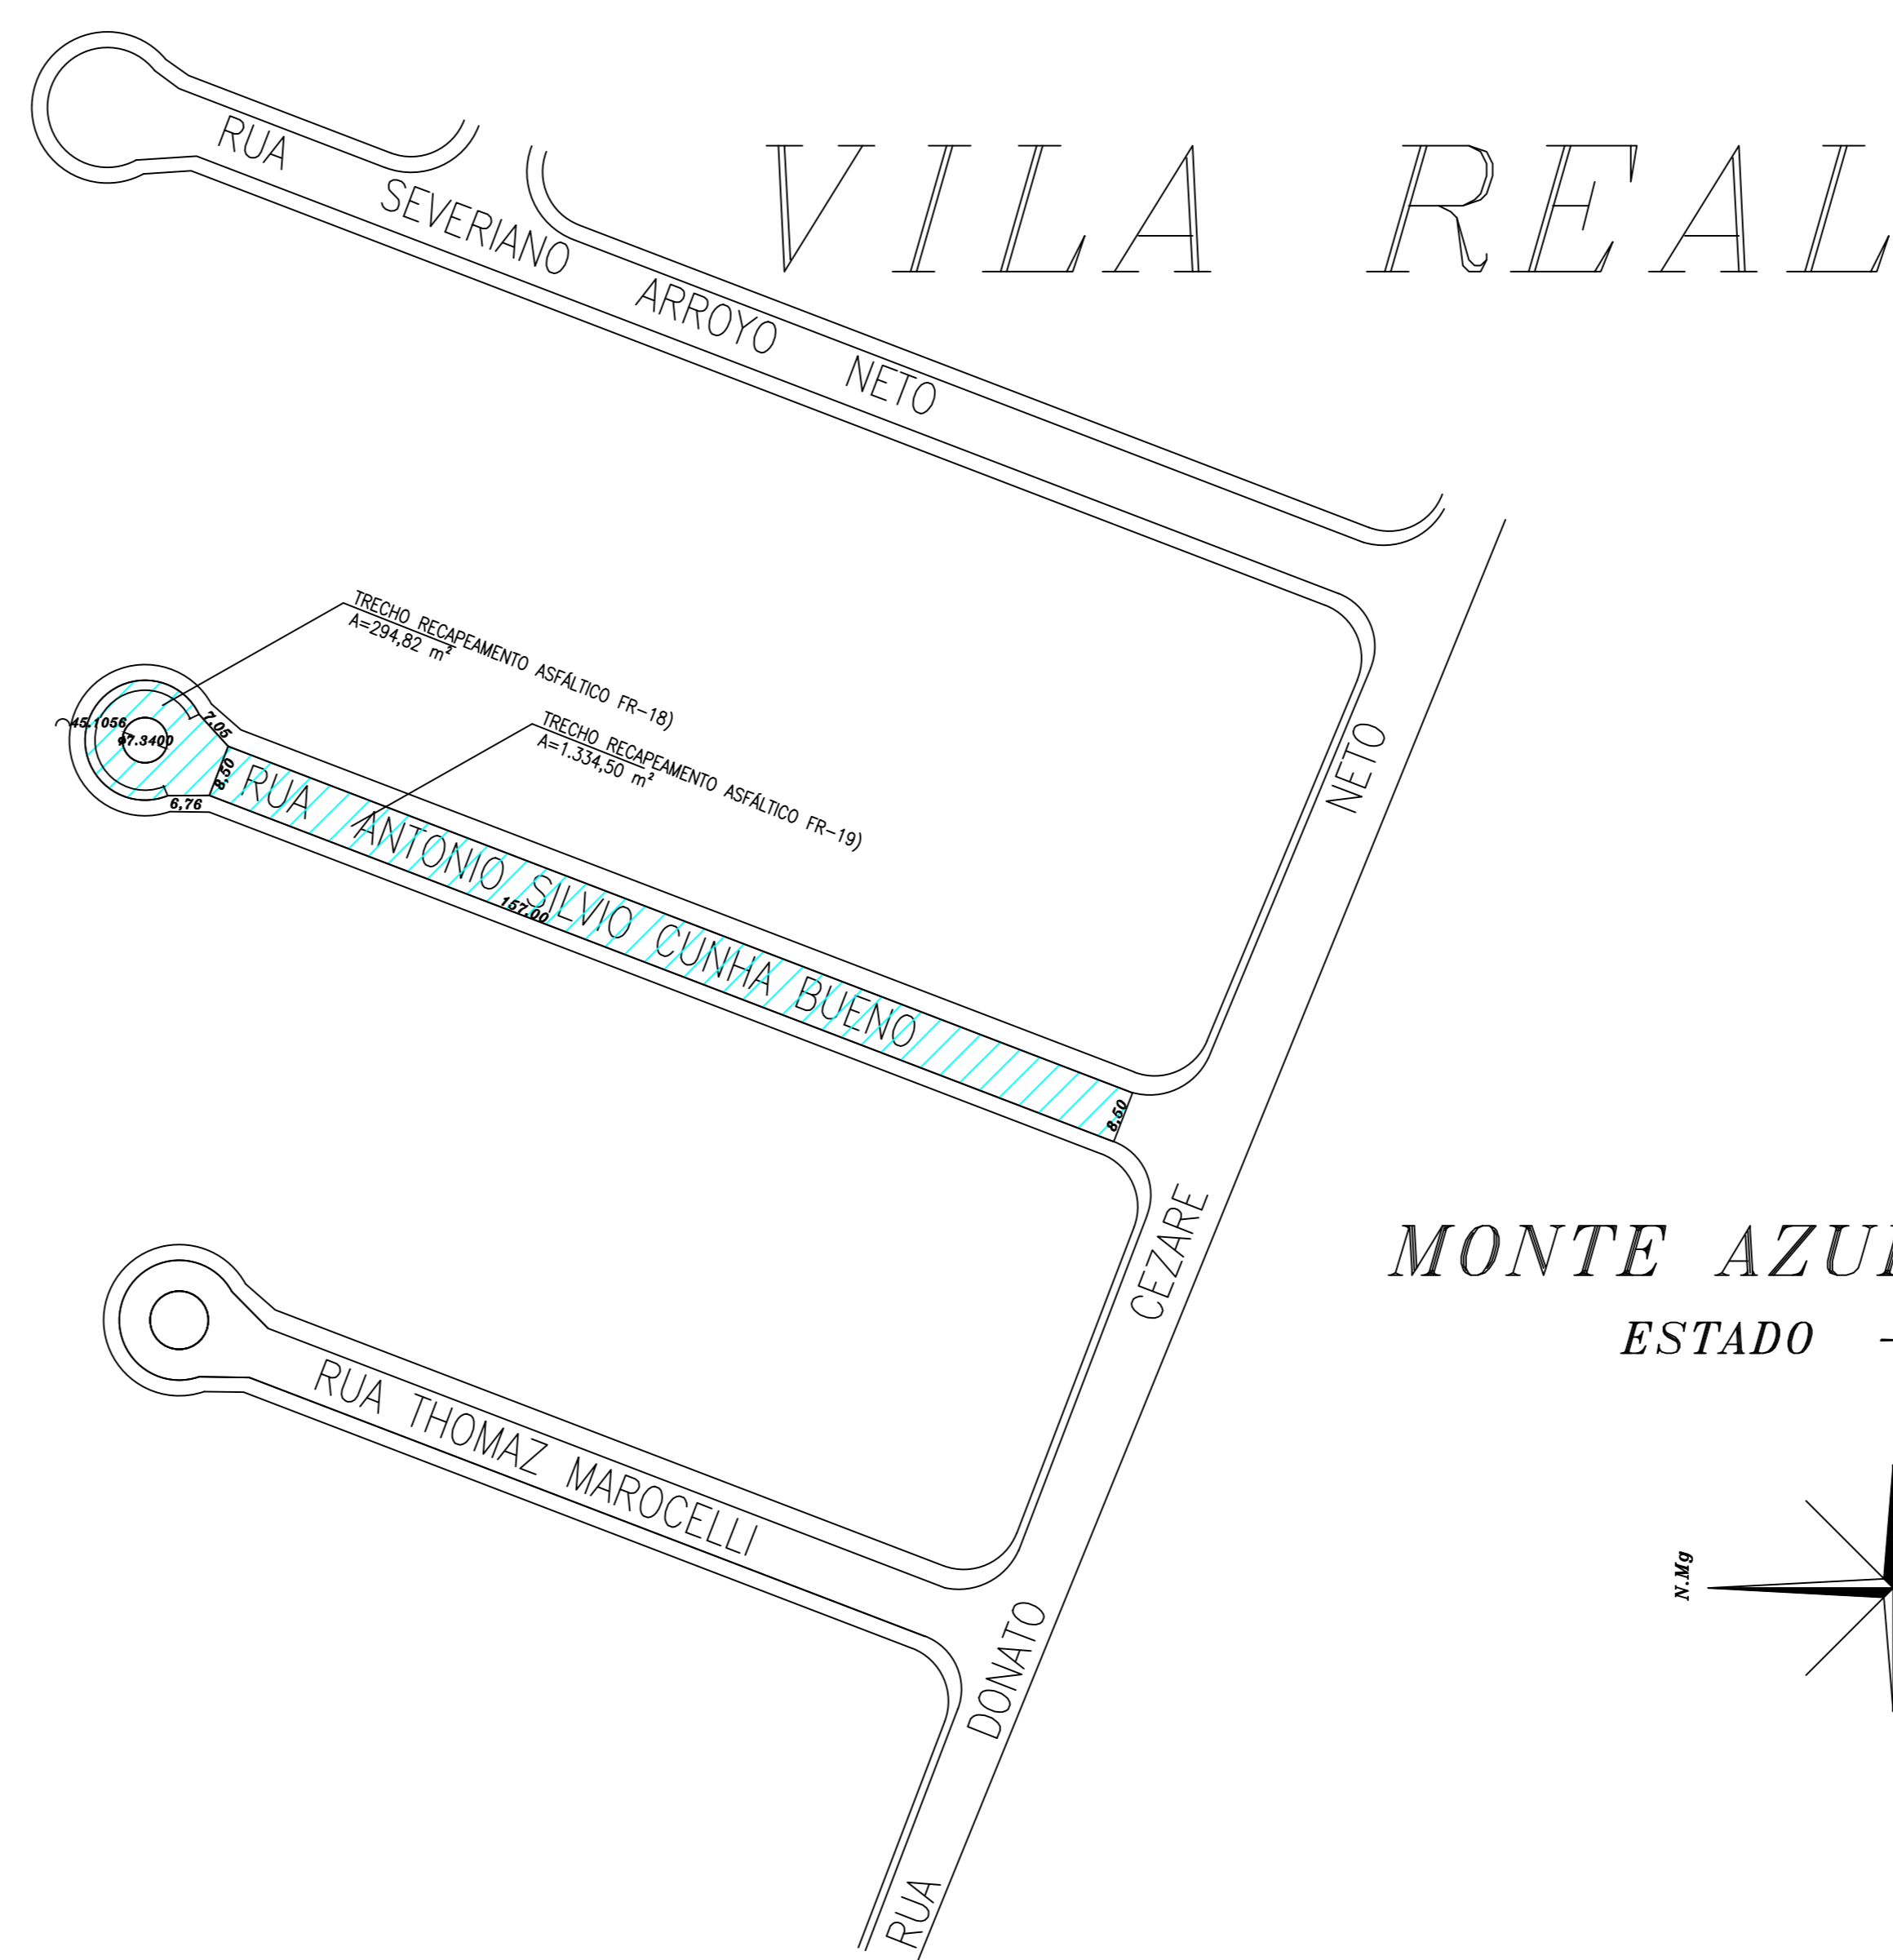 VILA REAL
RUA SEVERIANO ARROYO NETO
TRECHO RECAPEAMENTO ASFÁLTICO FR-18)
A=294,82 m²
TRECHO RECAPEAMENTO ASFÁLTICO FR-19)
A=1.334,50 m²
45.1056
ø7.3400
7,05
8,50
6,76
RUA ANTONIO SILVIO CUNHA BUENO
157,00
8,50
RUA DONATO CEZARE NETO
RUA THOMAZ MAROCELLI
MONTE AZUL
ESTADO -
N.Mg